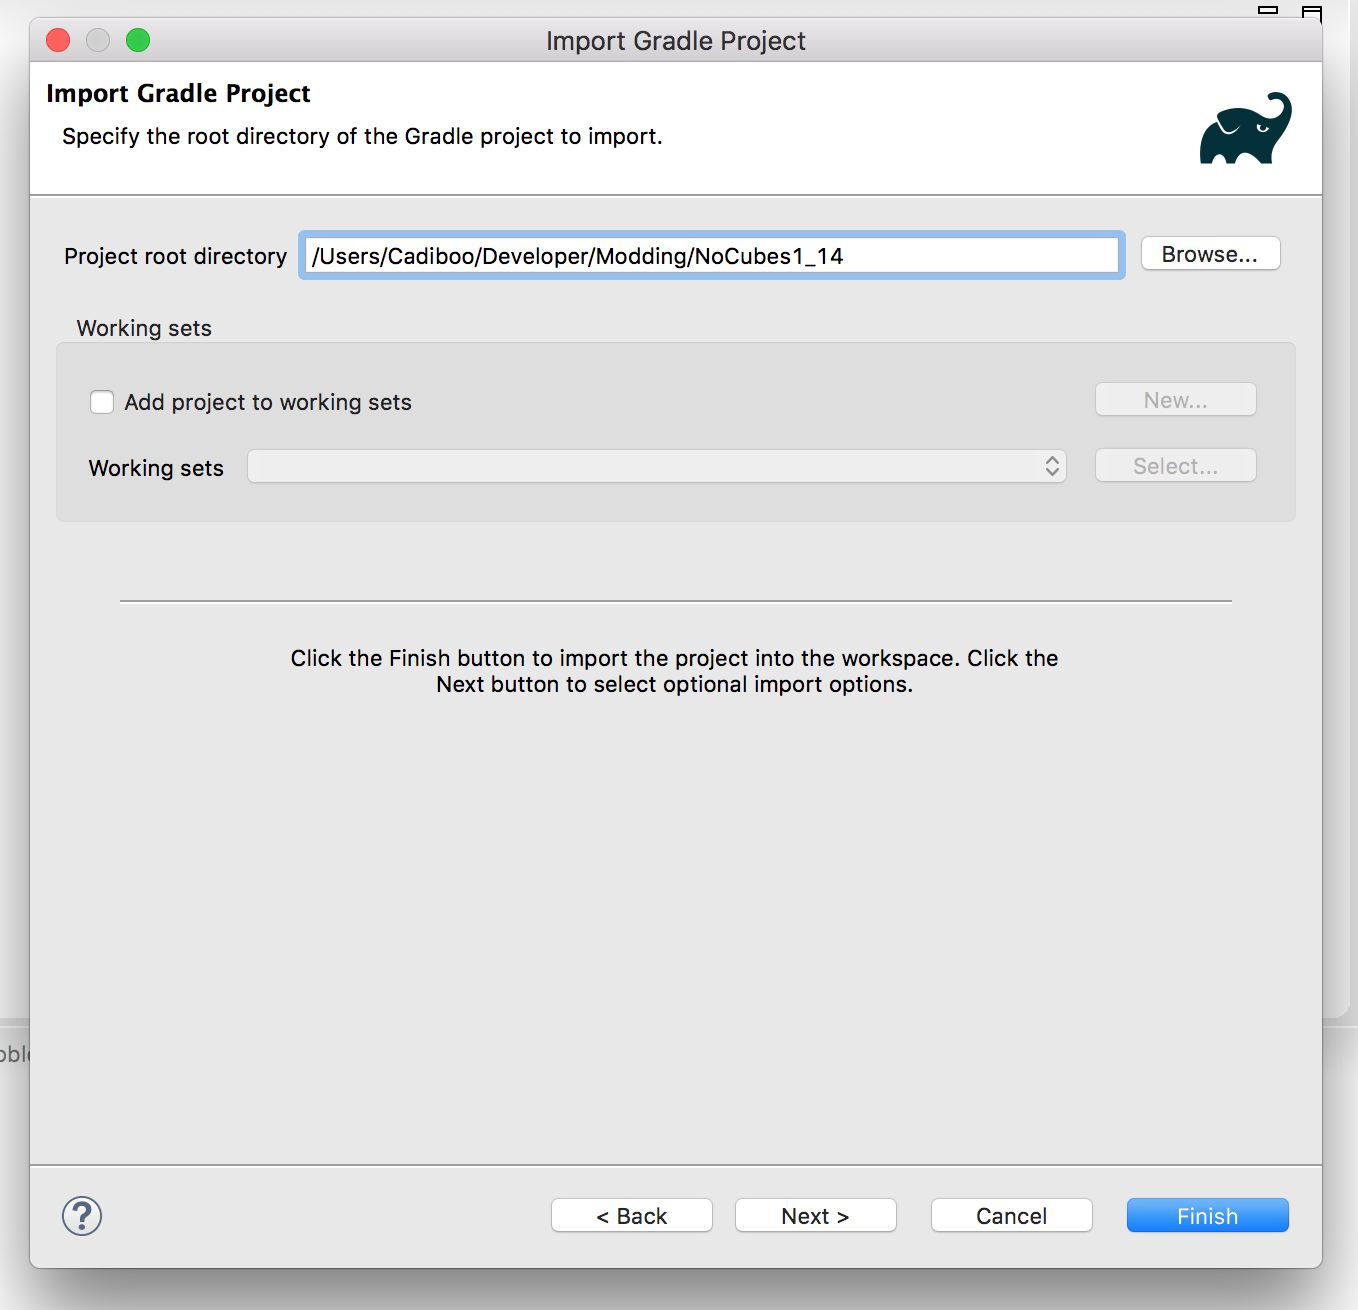 Import Gradle Project
Import Gradle Project
Specify the root directory of the Gradle project to import.
Project root directory /Users/Cadiboo/Developer/Modding/NoCubes1_14 Browse...
Working sets
Add project to working sets New...
Working sets Select...
Click the Finish button to import the project into the workspace. Click the
Next button to select optional import options.
? < Back Next > Cancel Finish